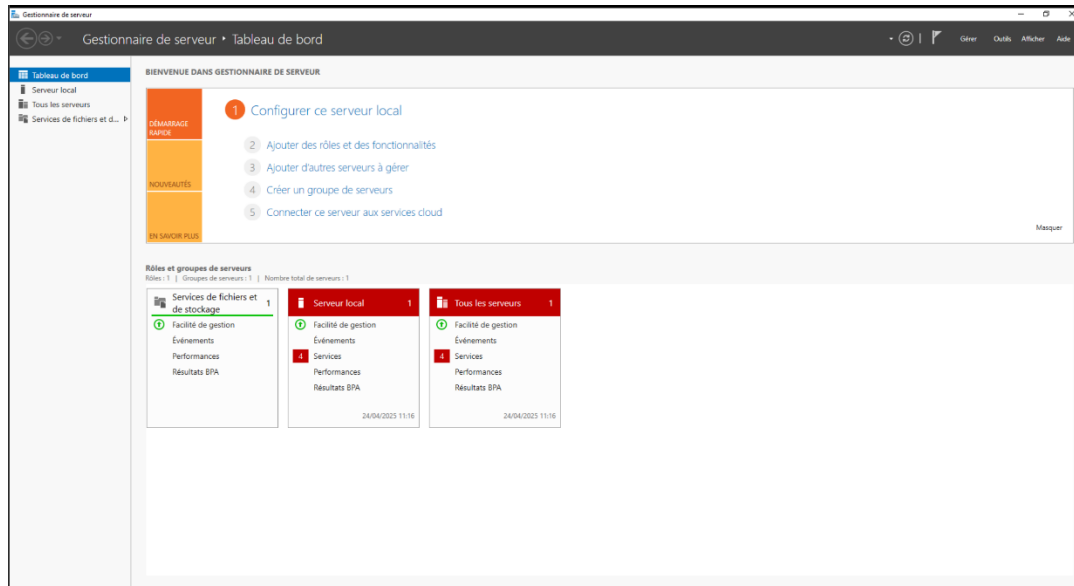 Gestionnaire de serveur
Gestionnaire de serveur • Tableau de bord
Gérer Outils Afficher Aide
Tableau de bord
Serveur local
Tous les serveurs
Services de fichiers et d...
BIENVENUE DANS GESTIONNAIRE DE SERVEUR
DÉMARRAGE
RAPIDE
NOUVEAUTÉS
EN SAVOIR PLUS
1 Configurer ce serveur local
2 Ajouter des rôles et des fonctionnalités
3 Ajouter d'autres serveurs à gérer
4 Créer un groupe de serveurs
5 Connecter ce serveur aux services cloud
Masquer
Rôles et groupes de serveurs
Rôles : 1 | Groupes de serveurs : 1 | Nombre total de serveurs : 1
Services de fichiers et
de stockage
1
Facilité de gestion
Événements
Performances
Résultats BPA
Serveur local 1
Facilité de gestion
Événements
4 Services
Performances
Résultats BPA
24/04/2025 11:16
Tous les serveurs 1
Facilité de gestion
Événements
4 Services
Performances
Résultats BPA
24/04/2025 11:16